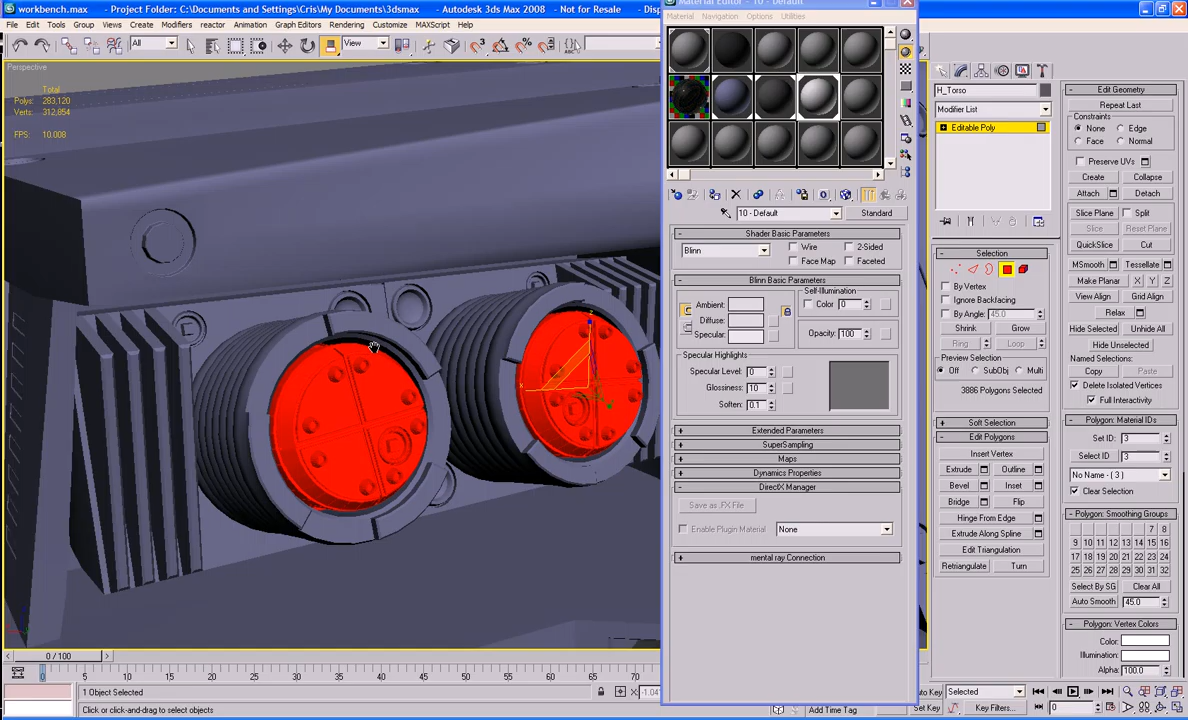 workbench.max - Project Folder: C:\Documents and Settings\Cris\My Documents\3dsmax - Autodesk 3ds Max 2008 - Not for Resale - Disp
Material Editor - 10 - Default
File Edit Tools Group Views Create Modifiers reactor Animation Graph Editors Rendering Customize MAXScript Help
Material Navigation Options Utilities
All
View
Perspective
Total
Polys: 283,120
Verts: 312,854
FPS: 10.008
10 - Default
Standard
Shader Basic Parameters
Blinn
Wire
2-Sided
Face Map
Faceted
Blinn Basic Parameters
Self-Illumination
Ambient:
Color 0
Diffuse:
Specular:
Opacity: 100
Specular Highlights
Specular Level: 0
Glossiness: 10
Soften: 0.1
Extended Parameters
SuperSampling
Maps
Dynamics Properties
DirectX Manager
Save as .FX File
Enable Plugin Material
None
mental ray Connection
H_Torso
Modifier List
Editable Poly
Selection
By Vertex
Ignore Backfacing
By Angle: 45.0
Shrink Grow
Ring Loop
Preview Selection
Off SubObj Multi
3886 Polygons Selected
Soft Selection
Edit Polygons
Insert Vertex
Extrude Outline
Bevel Inset
Bridge Flip
Hinge From Edge
Extrude Along Spline
Edit Triangulation
Retriangulate Turn
Edit Geometry
Repeat Last
Constraints
None Edge
Face Normal
Preserve UVs
Create Collapse
Attach Detach
Slice Plane Split
Slice Reset Plane
QuickSlice Cut
MSmooth Tessellate
Make Planar X Y Z
View Align Grid Align
Relax
Hide Selected Unhide All
Hide Unselected
Named Selections:
Copy Paste
Delete Isolated Vertices
Full Interactivity
Polygon: Material IDs
Set ID: 3
Select ID 3
No Name - ( 3 )
Clear Selection
Polygon: Smoothing Groups
7 8
9 10 11 12 13 14 15 16
17 18 19 20 21 22 23 24
25 26 27 28 29 30 31 32
Select By SG Clear All
Auto Smooth 45.0
Polygon: Vertex Colors
Color:
Illumination:
Alpha: 100.0
0 / 100
0 5 10 15 20 25 30 35 40 45 50 55 60 65 70
1 Object Selected
X:
Auto Key Selected
Click or click-and-drag to select objects
Add Time Tag
Set Key Key Filters...
0